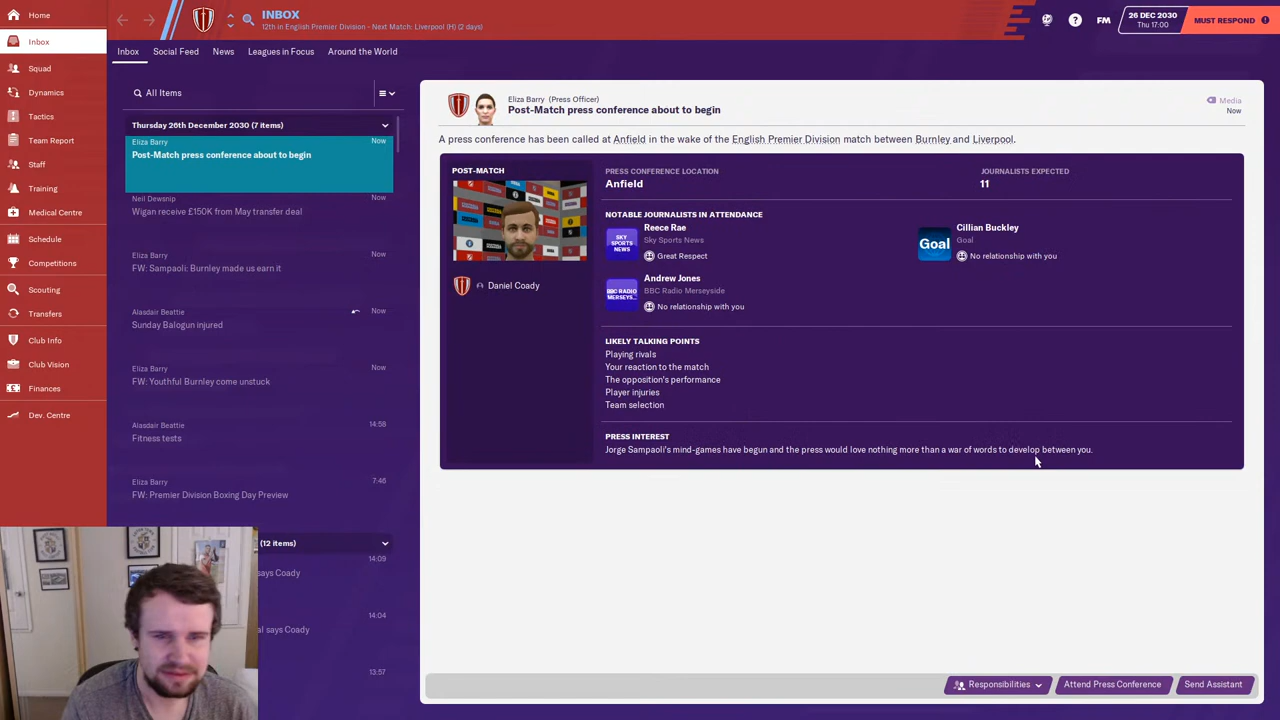 Home
Inbox
Squad
Dynamics
Tactics
Team Report
Staff
Training
Medical Centre
Schedule
Competitions
Scouting
Transfers
Club Info
Club Vision
Finances
Dev. Centre
INBOX
12th in English Premier Division - Next Match: Liverpool (H) (2 days)
?
FM
26 DEC 2030
Thu 17:00
MUST RESPOND
Inbox
Social Feed
News
Leagues in Focus
Around the World
All Items
Thursday 26th December 2030 (7 items)
Eliza Barry
Now
Post-Match press conference about to begin
Neil Dewsnip
Now
Wigan receive £150K from May transfer deal
Eliza Barry
Now
FW: Sampaoli: Burnley made us earn it
Alasdair Beattie
Now
Sunday Balogun injured
Eliza Barry
Now
FW: Youthful Burnley come unstuck
Alasdair Beattie
14:58
Fitness tests
Eliza Barry
7:46
FW: Premier Division Boxing Day Preview
(12 items)
14:09
says Coady
14:04
al says Coady
13:57
Eliza Barry (Press Officer)
Post-Match press conference about to begin
Media
Now
A press conference has been called at Anfield in the wake of the English Premier Division match between Burnley and Liverpool.
POST-MATCH
Daniel Coady
PRESS CONFERENCE LOCATION
Anfield
JOURNALISTS EXPECTED
11
NOTABLE JOURNALISTS IN ATTENDANCE
SKY
SPORTS
NEWS
Reece Rae
Sky Sports News
Great Respect
Goal
Cillian Buckley
Goal
No relationship with you
BBC RADIO
MERSEYS...
Andrew Jones
BBC Radio Merseyside
No relationship with you
LIKELY TALKING POINTS
Playing rivals
Your reaction to the match
The opposition's performance
Player injuries
Team selection
PRESS INTEREST
Jorge Sampaoli's mind-games have begun and the press would love nothing more than a war of words to develop between you.
Responsibilities
Attend Press Conference
Send Assistant